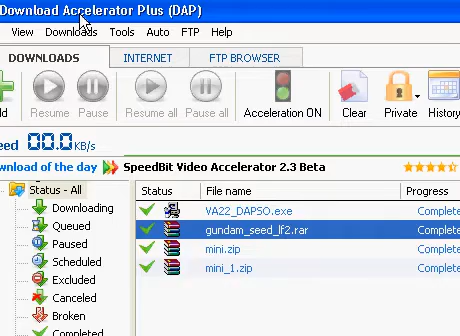 Download Accelerator Plus (DAP)
View Downloads Tools Auto FTP Help
DOWNLOADS INTERNET FTP BROWSER
Resume Pause Resume all Pause all Acceleration ON Clear Private History
00.0 KB/s
download of the day SpeedBit Video Accelerator 2.3 Beta
Status - All Status File name Progress
Downloading VA22_DAPSO.exe Complete
Queued gundam_seed_lf2.rar Complete
Paused mini.zip Complete
Scheduled mini_1.zip Complete
Excluded
Canceled
Broken
Completed